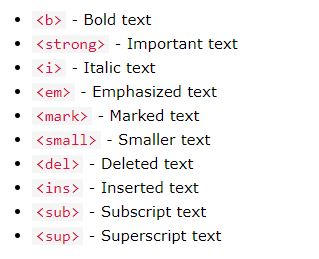 • <b> - Bold text
• <strong> - Important text
• <i> - Italic text
• <em> - Emphasized text
• <mark> - Marked text
• <small> - Smaller text
• <del> - Deleted text
• <ins> - Inserted text
• <sub> - Subscript text
• <sup> - Superscript text